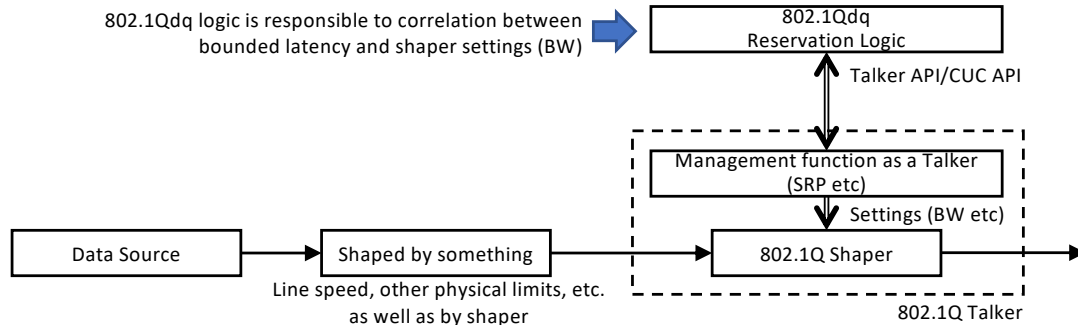 802.1Qdq logic is responsible to correlation between
bounded latency and shaper settings (BW)
802.1Qdq
Reservation Logic
Talker API/CUC API
Management function as a Talker
(SRP etc)
Settings (BW etc)
Data Source
Shaped by something
802.1Q Shaper
Line speed, other physical limits, etc.
as well as by shaper
802.1Q Talker